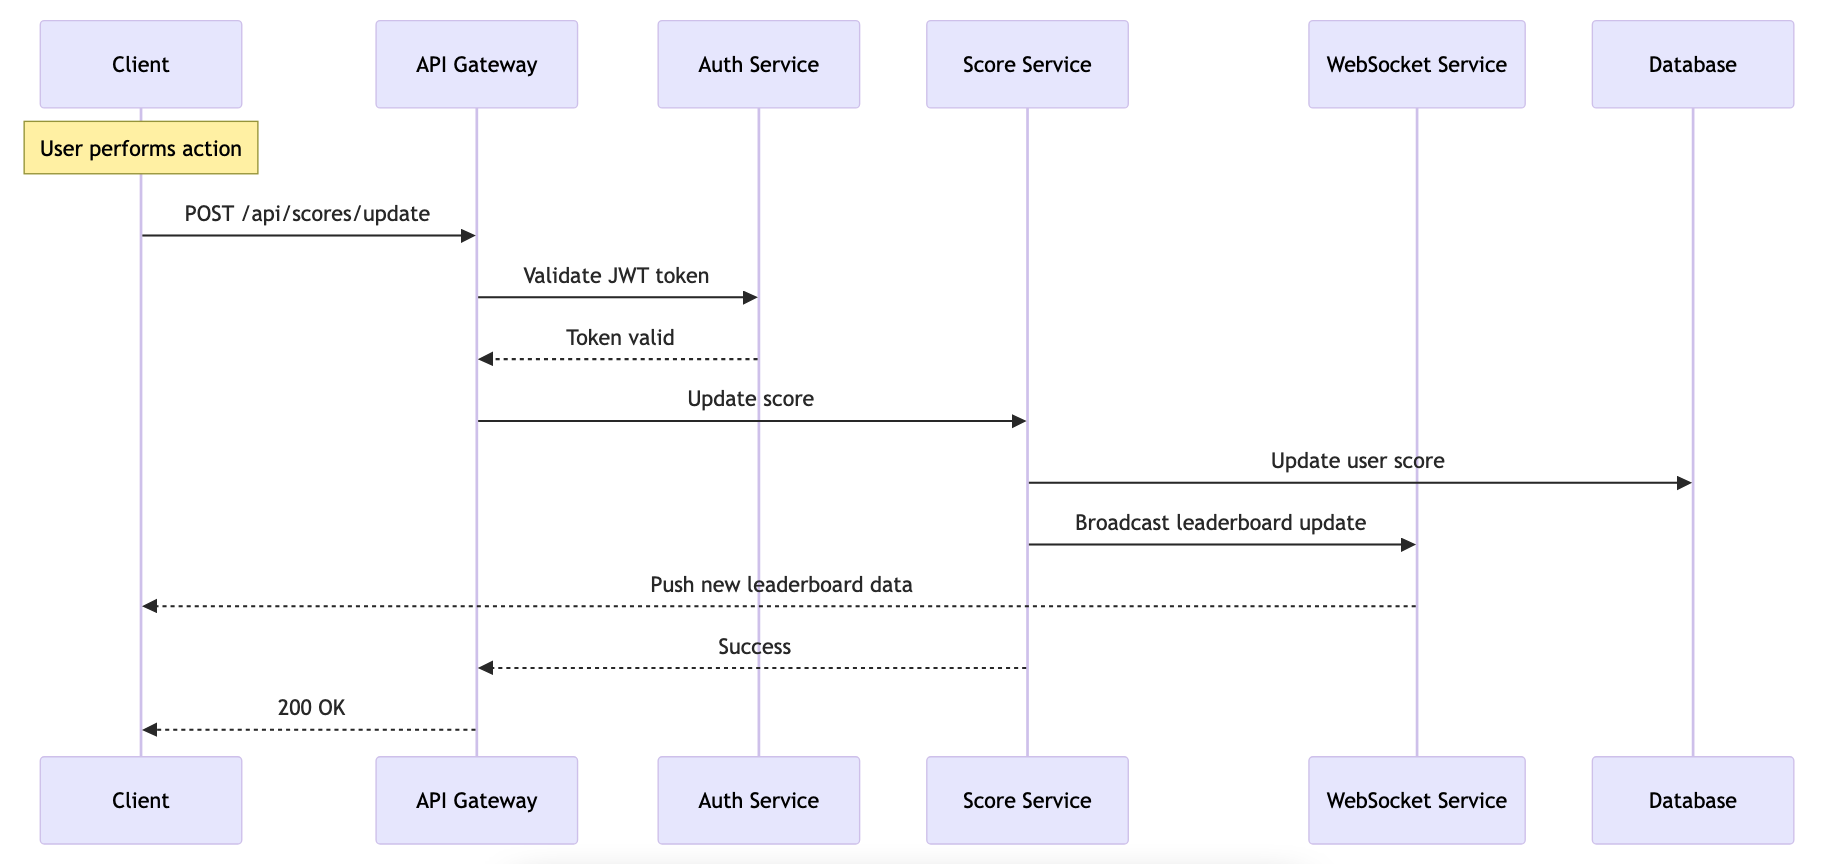 Client
API Gateway
Auth Service
Score Service
WebSocket Service
Database
User performs action
POST /api/scores/update
Validate JWT token
Token valid
Update score
Update user score
Broadcast leaderboard update
Push new leaderboard data
Success
200 OK
Client
API Gateway
Auth Service
Score Service
WebSocket Service
Database